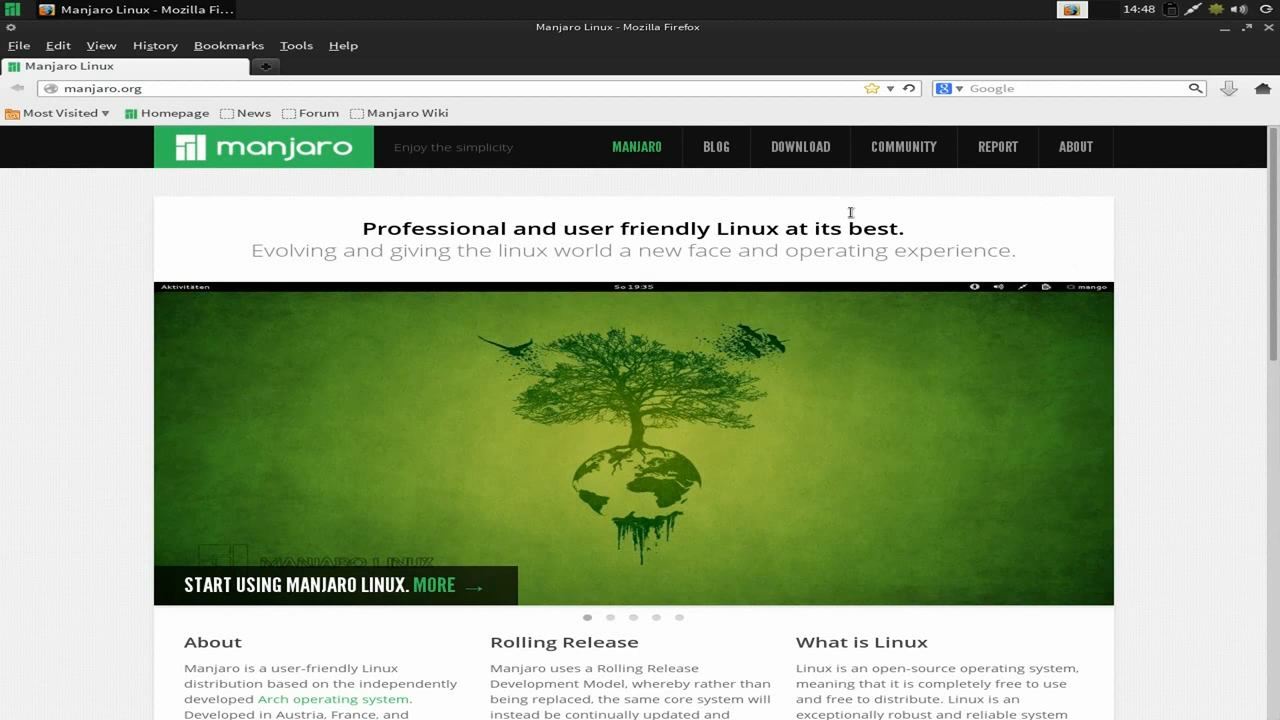 Manjaro Linux - Mozilla Fi...
14:48
Manjaro Linux - Mozilla Firefox
File Edit View History Bookmarks Tools Help
Manjaro Linux
manjaro.org
Google
Most Visited Homepage News Forum Manjaro Wiki
manjaro Enjoy the simplicity MANJARO BLOG DOWNLOAD COMMUNITY REPORT ABOUT
Professional and user friendly Linux at its best.
Evolving and giving the linux world a new face and operating experience.
Aktivitäten So 19:35 mango
MANJARO LINUX
START USING MANJARO LINUX. MORE →
About
Manjaro is a user-friendly Linux
distribution based on the independently
developed Arch operating system.
Developed in Austria, France, and
Rolling Release
Manjaro uses a Rolling Release
Development Model, whereby rather than
being replaced, the same core system will
instead be continually updated and
What is Linux
Linux is an open-source operating system,
meaning that it is completely free to use
and free to distribute. Linux is an
exceptionally robust and reliable system